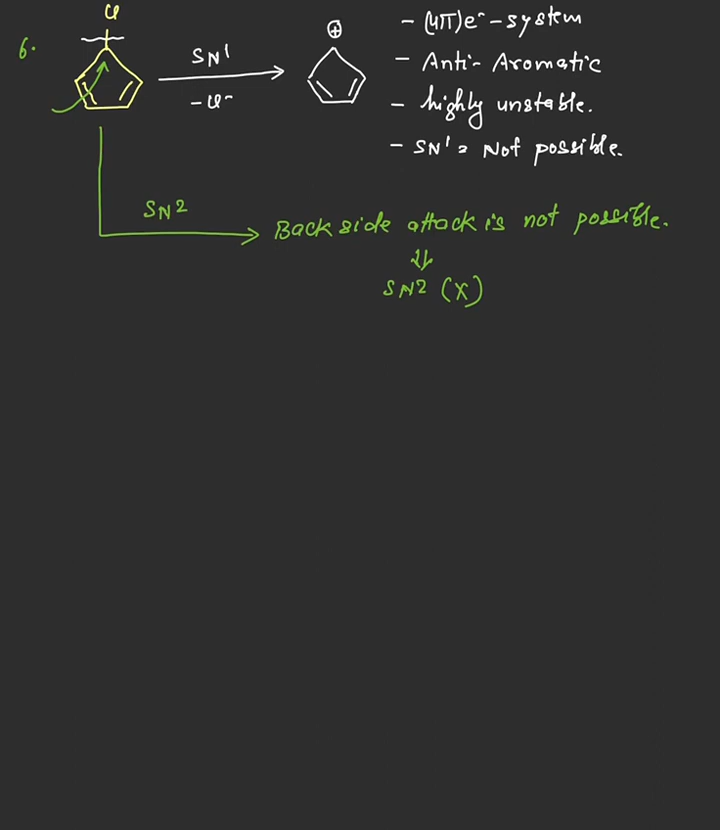 Cl
6.
SN1
-Cl-
⊕
- (4π)e- - system
- Anti- Aromatic
- highly unstable.
- SN1 = Not possible.
SN2
Back side attack is not possible.
⇓
SN2 (X)